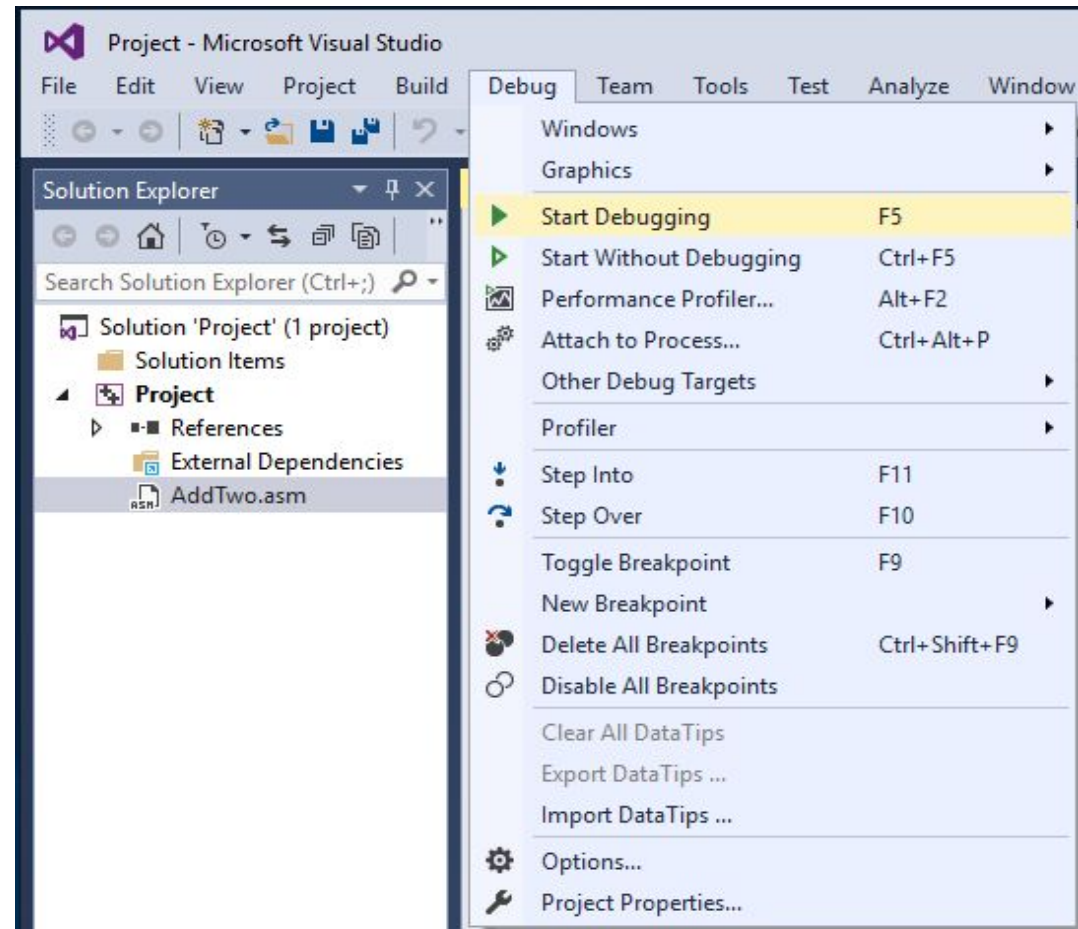 Project - Microsoft Visual Studio
File Edit View Project Build Debug Team Tools Test Analyze Window
Solution Explorer
Search Solution Explorer (Ctrl+;)
Solution 'Project' (1 project)
Solution Items
Project
References
External Dependencies
ASM AddTwo.asm
Windows
Graphics
Start Debugging F5
Start Without Debugging Ctrl+F5
Performance Profiler... Alt+F2
Attach to Process... Ctrl+Alt+P
Other Debug Targets
Profiler
Step Into F11
Step Over F10
Toggle Breakpoint F9
New Breakpoint
Delete All Breakpoints Ctrl+Shift+F9
Disable All Breakpoints
Clear All DataTips
Export DataTips ...
Import DataTips ...
Options...
Project Properties...